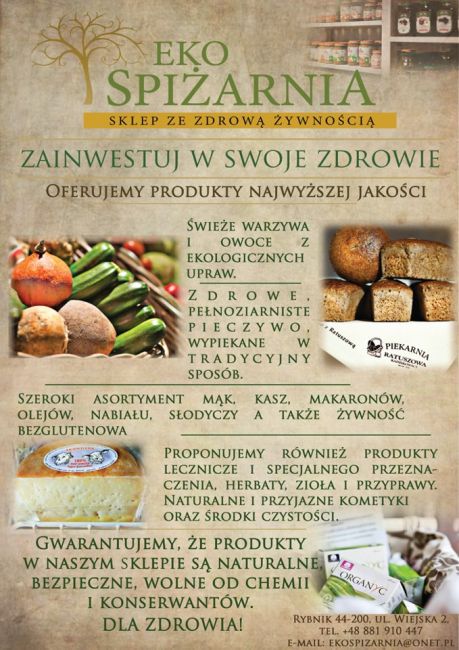 EKO
SPIŻARNIA
SKLEP ZE ZDROWĄ ŻYWNOŚCIĄ
ZAINWESTUJ W SWOJE ZDROWIE
OFERUJEMY PRODUKTY NAJWYŻSZEJ JAKOŚCI
ŚWIEŻE WARZYWA
I OWOCE Z
EKOLOGICZNYCH
UPRAW.
ZDROWE,
PEŁNOZIARNISTE
PIECZYWO,
WYPIEKANE W
TRADYCYJNY
SPOSÓB.
PIEKARNIA
RATUSZOWA
SZEROKI ASORTYMENT MĄK, KASZ, MAKARONÓW,
OLEJÓW, NABIAŁU, SŁODYCZY A TAKŻE ŻYWNOŚĆ
BEZGLUTENOWA
PROPONUJEMY RÓWNIEŻ PRODUKTY
LECZNICZE I SPECJALNEGO PRZEZNA-
CZENIA, HERBATY, ZIOŁA I PRZYPRAWY.
NATURALNE I PRZYJAZNE KOMETYKI
ORAZ ŚRODKI CZYSTOŚCI.
GWARANTUJEMY, ŻE PRODUKTY
W NASZYM SKLEPIE SĄ NATURALNE,
BEZPIECZNE, WOLNE OD CHEMII
I KONSERWANTÓW.
DLA ZDROWIA!
ORGANYC
RYBNIK 44-200, UL. WIEJSKA 2,
TEL. +48 881 910 447
E-MAIL: EKOSPIZARNIA@ONET.PL